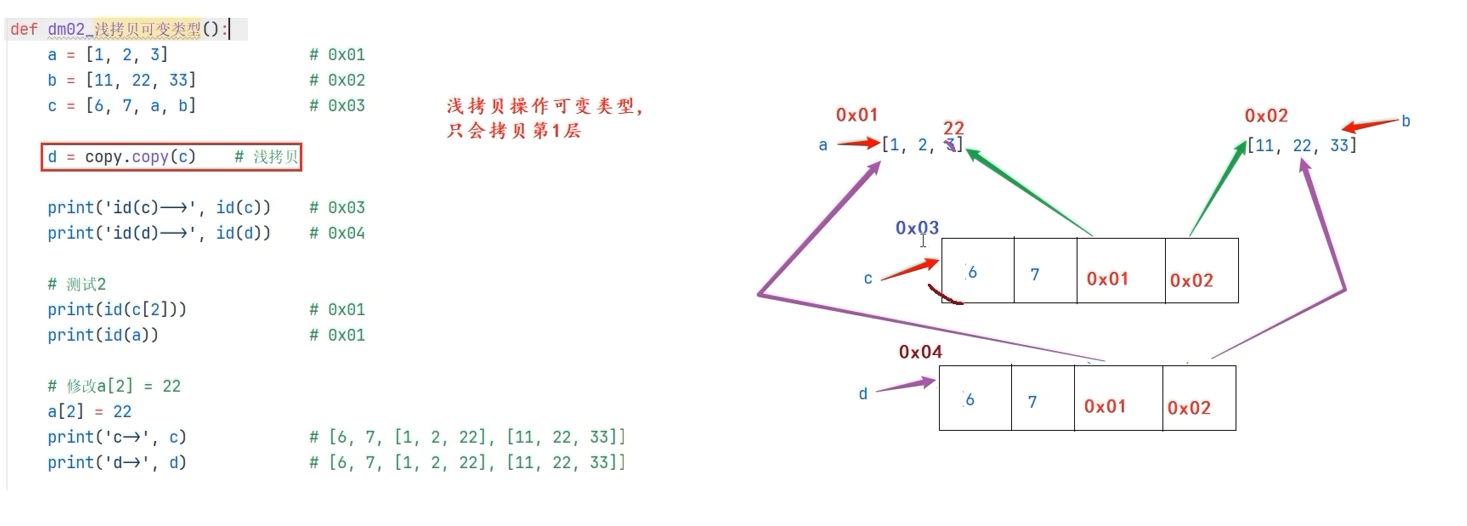 def dm02_浅拷贝可变类型():
a = [1, 2, 3] # 0x01
b = [11, 22, 33] # 0x02
c = [6, 7, a, b] # 0x03
d = copy.copy(c) # 浅拷贝
print('id(c)-->', id(c)) # 0x03
print('id(d)-->', id(d)) # 0x04
# 测试2
print(id(c[2])) # 0x01
print(id(a)) # 0x01
# 修改a[2] = 22
a[2] = 22
print('c->', c) # [6, 7, [1, 2, 22], [11, 22, 33]]
print('d->', d) # [6, 7, [1, 2, 22], [11, 22, 33]]
浅拷贝操作可变类型,
只会拷贝第1层
0x01
22
a [1, 2, 3]
0x02
b
[11, 22, 33]
0x03
c 6 7 0x01 0x02
0x04
d 6 7 0x01 0x02